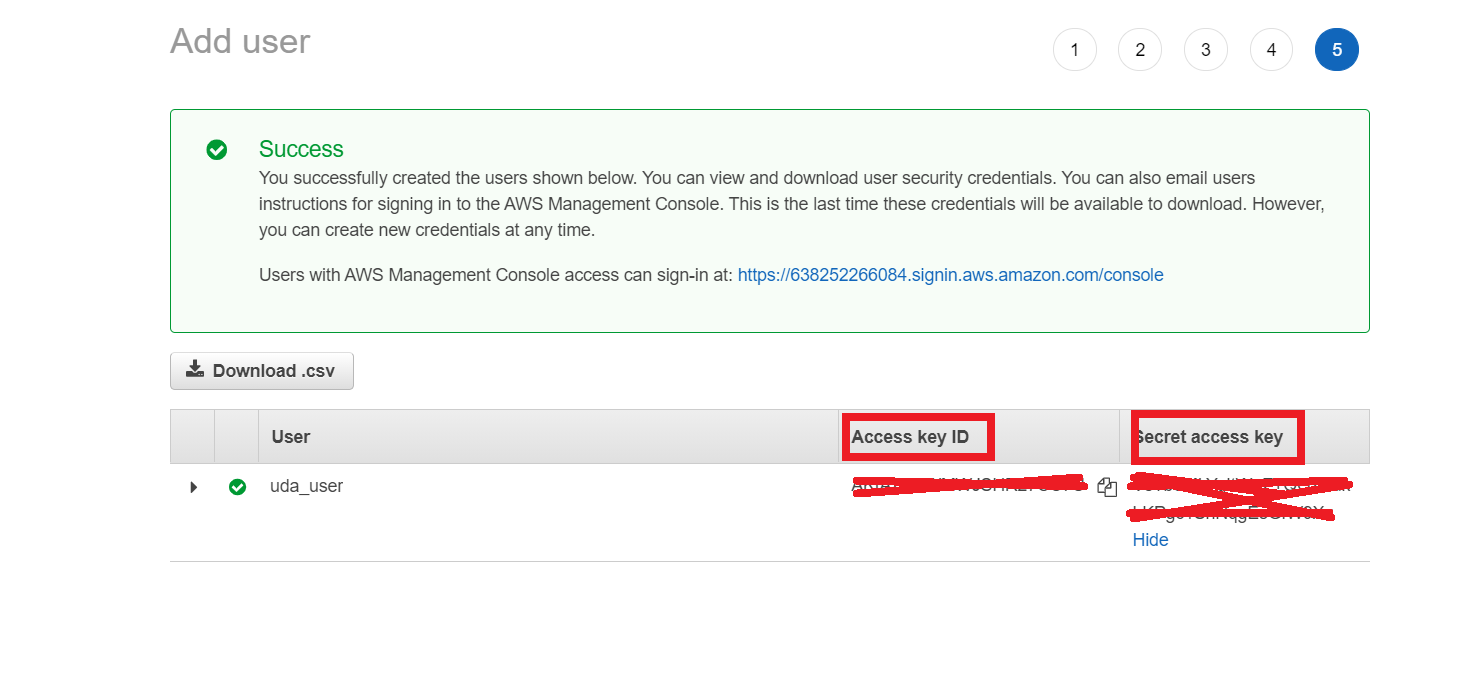 Add user
1 2 3 4 5
Success
You successfully created the users shown below. You can view and download user security credentials. You can also email users
instructions for signing in to the AWS Management Console. This is the last time these credentials will be available to download. However,
you can create new credentials at any time.
Users with AWS Management Console access can sign-in at: https://638252266084.signin.aws.amazon.com/console
Download .csv
User Access key ID Secret access key
uda_user
Hide